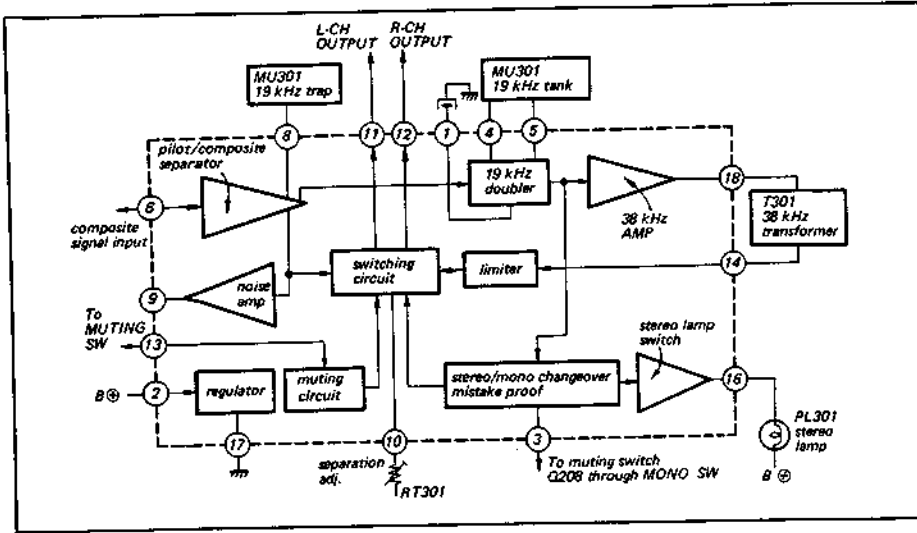 L-CH
OUTPUT
R-CH
OUTPUT
MU301
19 kHz trap
MU301
19 kHz tank
8
11
12
1
4
5
pilot/composite
separator
19 kHz
doubler
18
6
composite
signal input
38 kHz
AMP
T301
38 kHz
transformer
switching
circuit
limiter
14
noise
amp
9
To
MUTING
SW
13
stereo lamp
switch
muting
circuit
stereo/mono changeover
mistake proof
16
B⊕
2
regulator
PL301
stereo
lamp
17
10
3
separation
adj.
RT301
To muting switch
Q208 through MONO SW
B ⊕